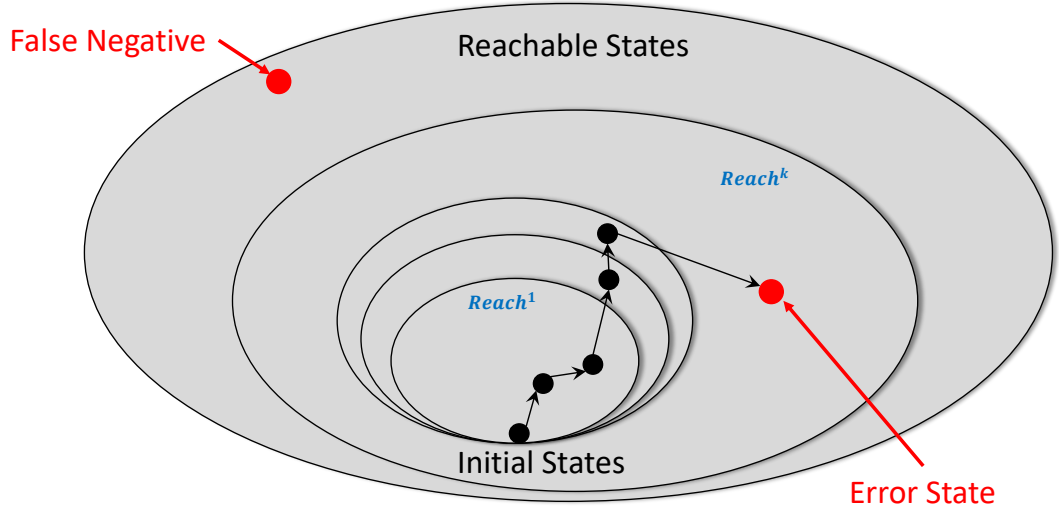 False Negative
Reachable States
Reach^k
Reach^1
Initial States
Error State